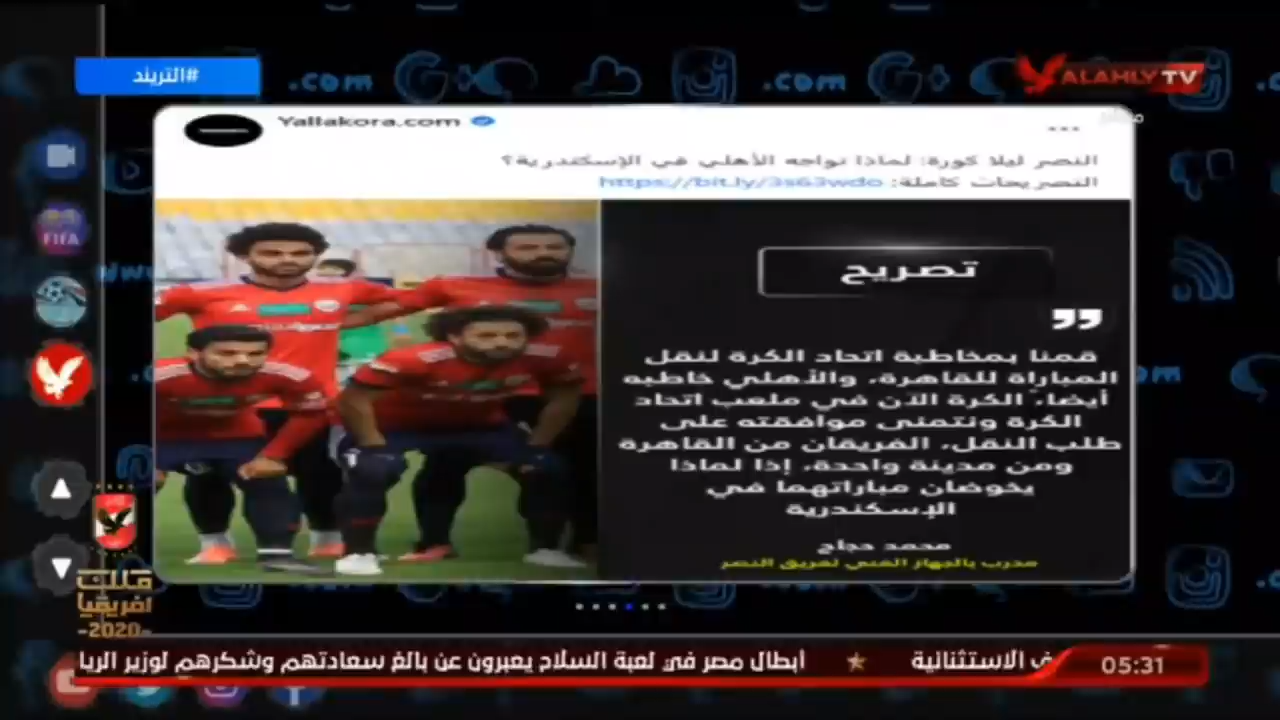 #التريند
ALAHLY TV
Yallakora.com
النصر ليلا كورة: لماذا نواجه الأهلي في الإسكندرية؟
التصريحات كاملة: https://bit.ly/3s63wdo
FIFA
تصريح
قمنا بمخاطبة اتحاد الكرة لنقل
المباراة للقاهرة، والأهلي خاطبه
أيضا، الكرة الآن في ملعب اتحاد
الكرة ونتمنى موافقته على
طلب النقل، الفريقان من القاهرة
ومن مدينة واحدة، إذا لماذا
يخوضان مباراتهما في
الإسكندرية
محمد حجاج
مدرب بالجهاز الفني لفريق النصر
ملك
افريقيا
-2020-
ف الاستثنائية ★ أبطال مصر في لعبة السلاح يعبرون عن بالغ سعادتهم وشكرهم لوزير الريا
05:31